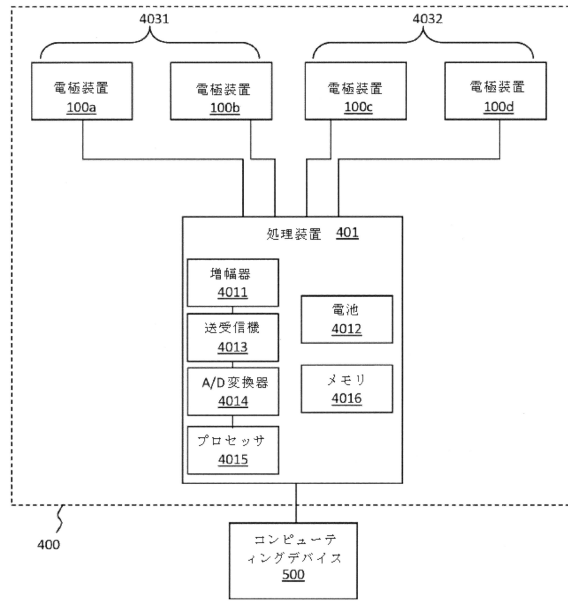 4031
4032
電極装置
100a
電極装置
100b
電極装置
100c
電極装置
100d
処理装置 401
増幅器
4011
電池
4012
送受信機
4013
A/D変換器
4014
メモリ
4016
プロセッサ
4015
400
コンピューテ
ィングデバイス
500